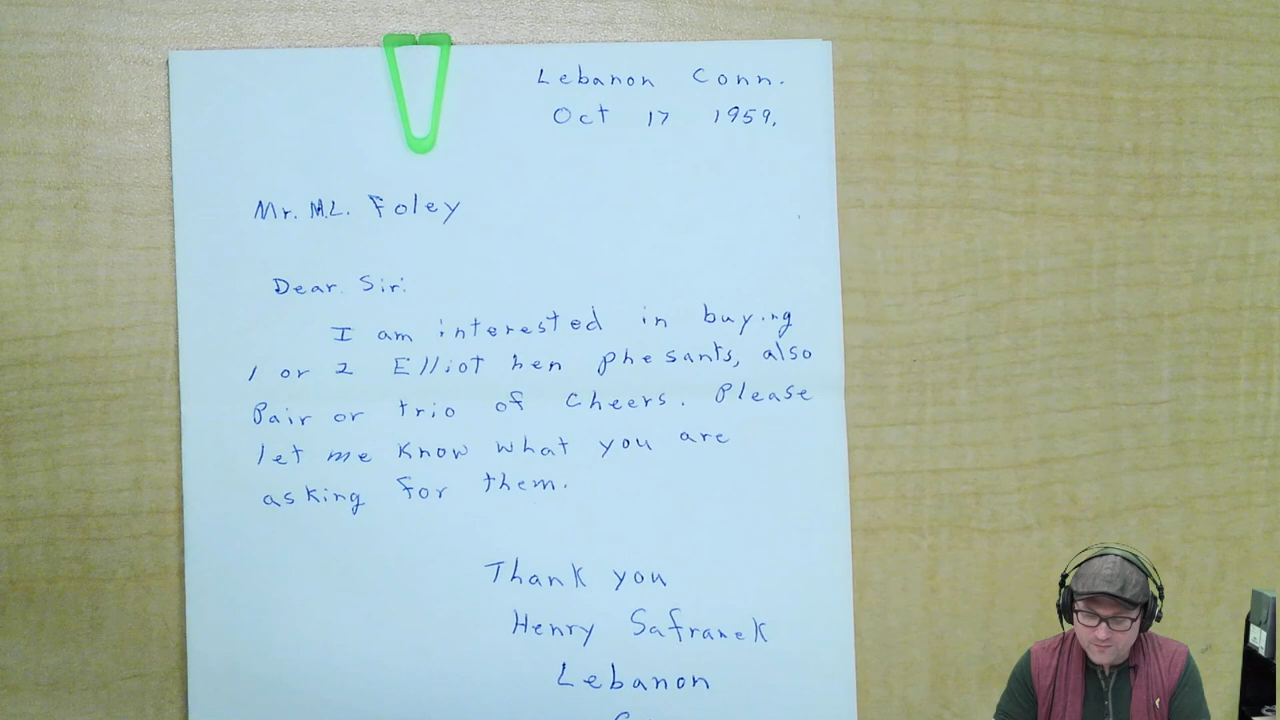 Lebanon Conn.
Oct 17 1959.
Mr. M.L. Foley
Dear Sir:
I am interested in buying
1 or 2 Elliot hen phesants, also
Pair or trio of Cheers. Please
let me know what you are
asking for them.
Thank you
Henry Safranek
Lebanon